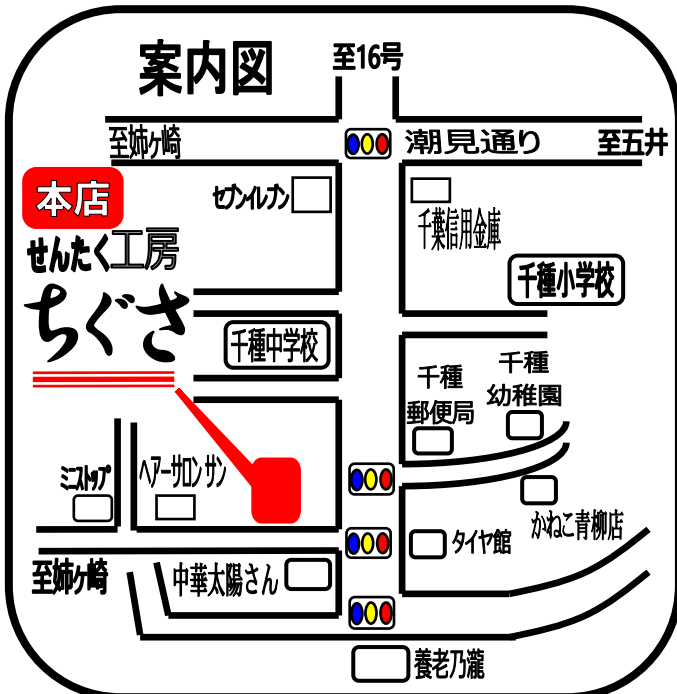 案内図
至16号
至姉ヶ崎
潮見通り
至五井
本店
セブンイレブン
千葉信用金庫
せんたく工房
ちぐさ
千種小学校
千種中学校
千種
郵便局
千種
幼稚園
ミニストップ
ヘアーサロン サン
かねこ青柳店
タイヤ館
至姉ヶ崎
中華太陽さん
養老乃瀧